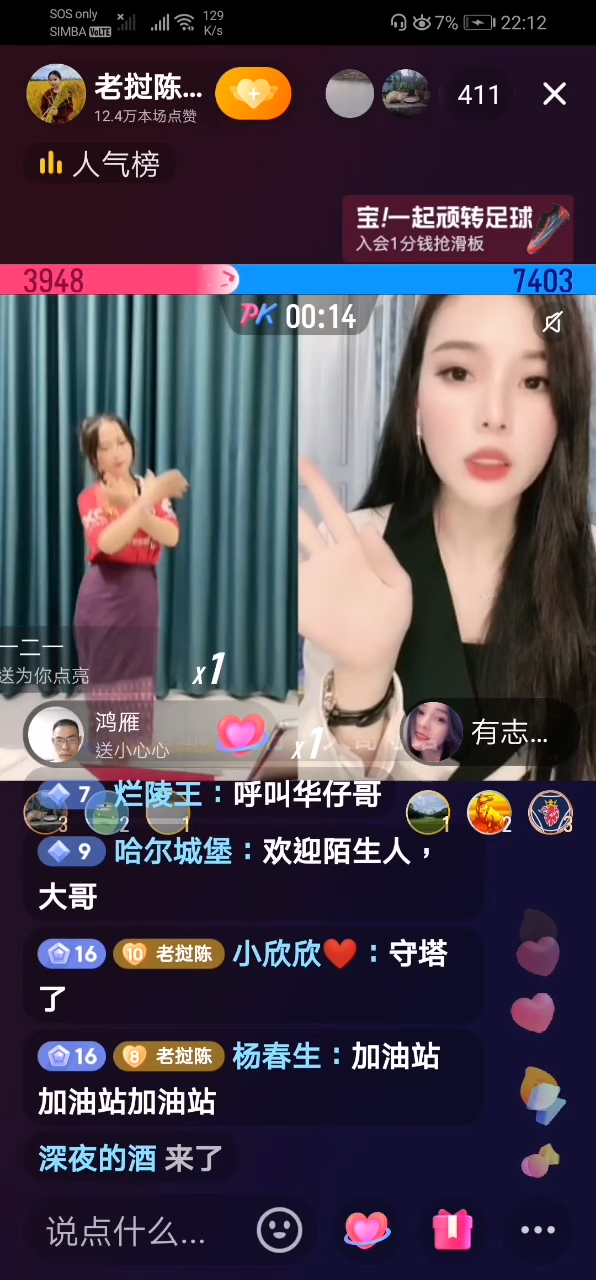 SOS only
SIMBA VoLTE
129
K/s
7%
22:12
老挝陈...
12.4万本场点赞
411
人气榜
宝!一起顽转足球
入会1分钱抢滑板
3948
7403
PK 00:14
一二一
送为你点亮
x1
鸿雁
送小心心
x1
有志...
7 烂陵王：呼叫华仔哥
3
2
1
1
2
3
9 哈尔城堡：欢迎陌生人，
大哥
16 10 老挝陈 小欣欣❤️：守塔
了
16 8 老挝陈 杨春生：加油站
加油站加油站
深夜的酒 来了
说点什么...